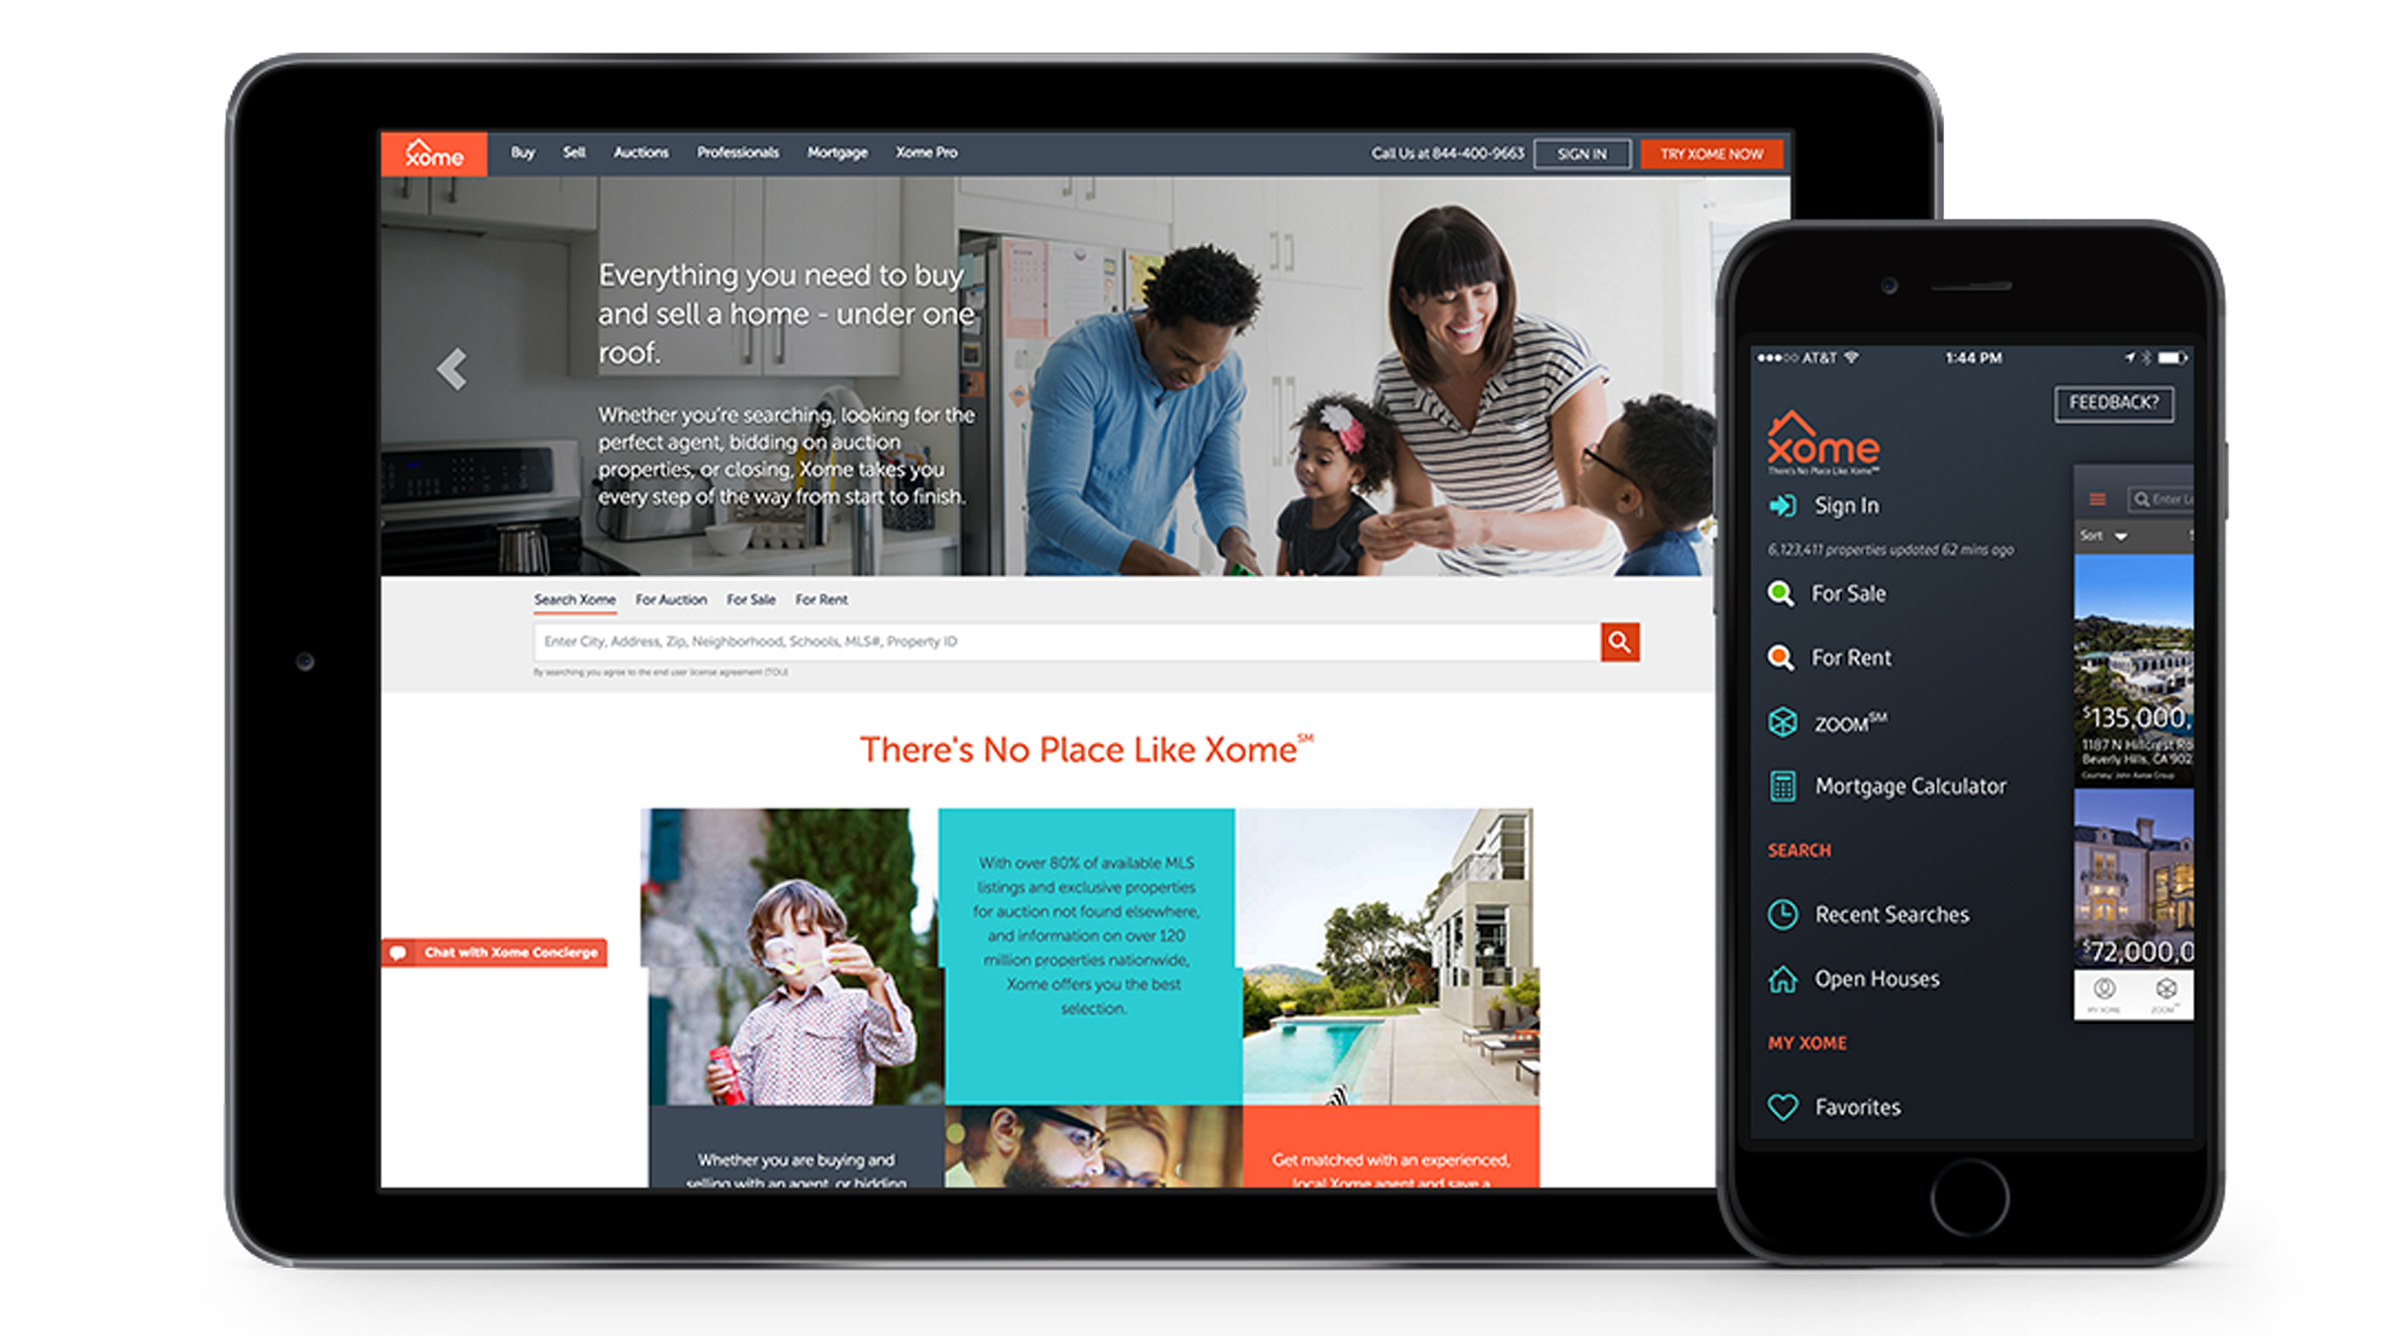 xome
Buy Sell Auctions Professionals Mortgage Xome Pro
Call Us at 844-400-9663 SIGN IN TRY XOME NOW
Everything you need to buy
and sell a home - under one
roof.
Whether you're searching, looking for the
perfect agent, bidding on auction
properties, or closing, Xome takes you
every step of the way from start to finish.
Search Xome For Auction For Sale For Rent
Enter City, Address, Zip, Neighborhood, Schools, MLS#, Property ID
By searching you agree to the end user license agreement (TOU)
There's No Place Like Xome℠
With over 80% of available MLS
listings and exclusive properties
for auction not found elsewhere,
and information on over 120
million properties nationwide,
Xome offers you the best
selection.
Chat with Xome Concierge
Whether you are buying and
selling with an agent, or bidding
Get matched with an experienced,
local Xome agent and save a
AT&T 1:44 PM
FEEDBACK?
xome
There's No Place Like Xome℠
Sign In
6,123,411 properties updated 62 mins ago
For Sale
For Rent
ZOOM℠
Mortgage Calculator
SEARCH
Recent Searches
Open Houses
MY XOME
Favorites
Enter Lo
Sort
$135,000,
1187 N Hillcrest Ro
Beverly Hills, CA 902
$72,000,0
MY XOME ZOOM